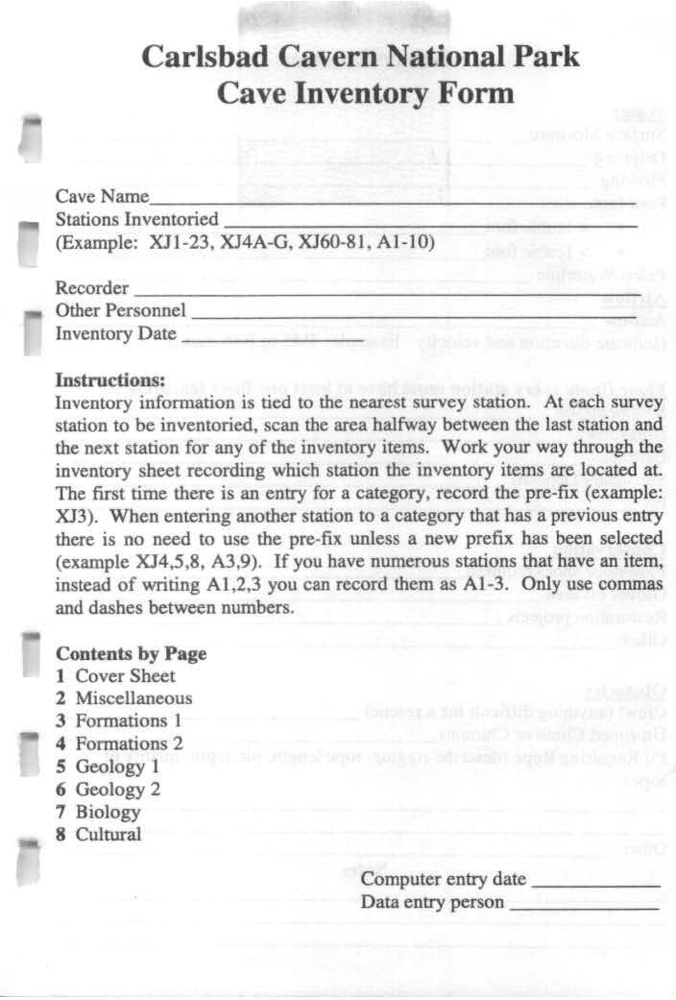 Carlsbad Cavern National Park
Cave Inventory Form
Cave Name
Stations Inventoried
(Example: XJ1-23, XJ4A-G, XJ60-81, A1-10)
Recorder
Other Personnel
Inventory Date
Instructions:
Inventory information is tied to the nearest survey station. At each survey
station to be inventoried, scan the area halfway between the last station and
the next station for any of the inventory items. Work your way through the
inventory sheet recording which station the inventory items are located at.
The first time there is an entry for a category, record the pre-fix (example:
XJ3). When entering another station to a category that has a previous entry
there is no need to use the pre-fix unless a new prefix has been selected
(example XJ4,5,8, A3,9). If you have numerous stations that have an item,
instead of writing A1,2,3 you can record them as A1-3. Only use commas
and dashes between numbers.
Contents by Page
1 Cover Sheet
2 Miscellaneous
3 Formations 1
4 Formations 2
5 Geology 1
6 Geology 2
7 Biology
8 Cultural
Computer entry date
Data entry person